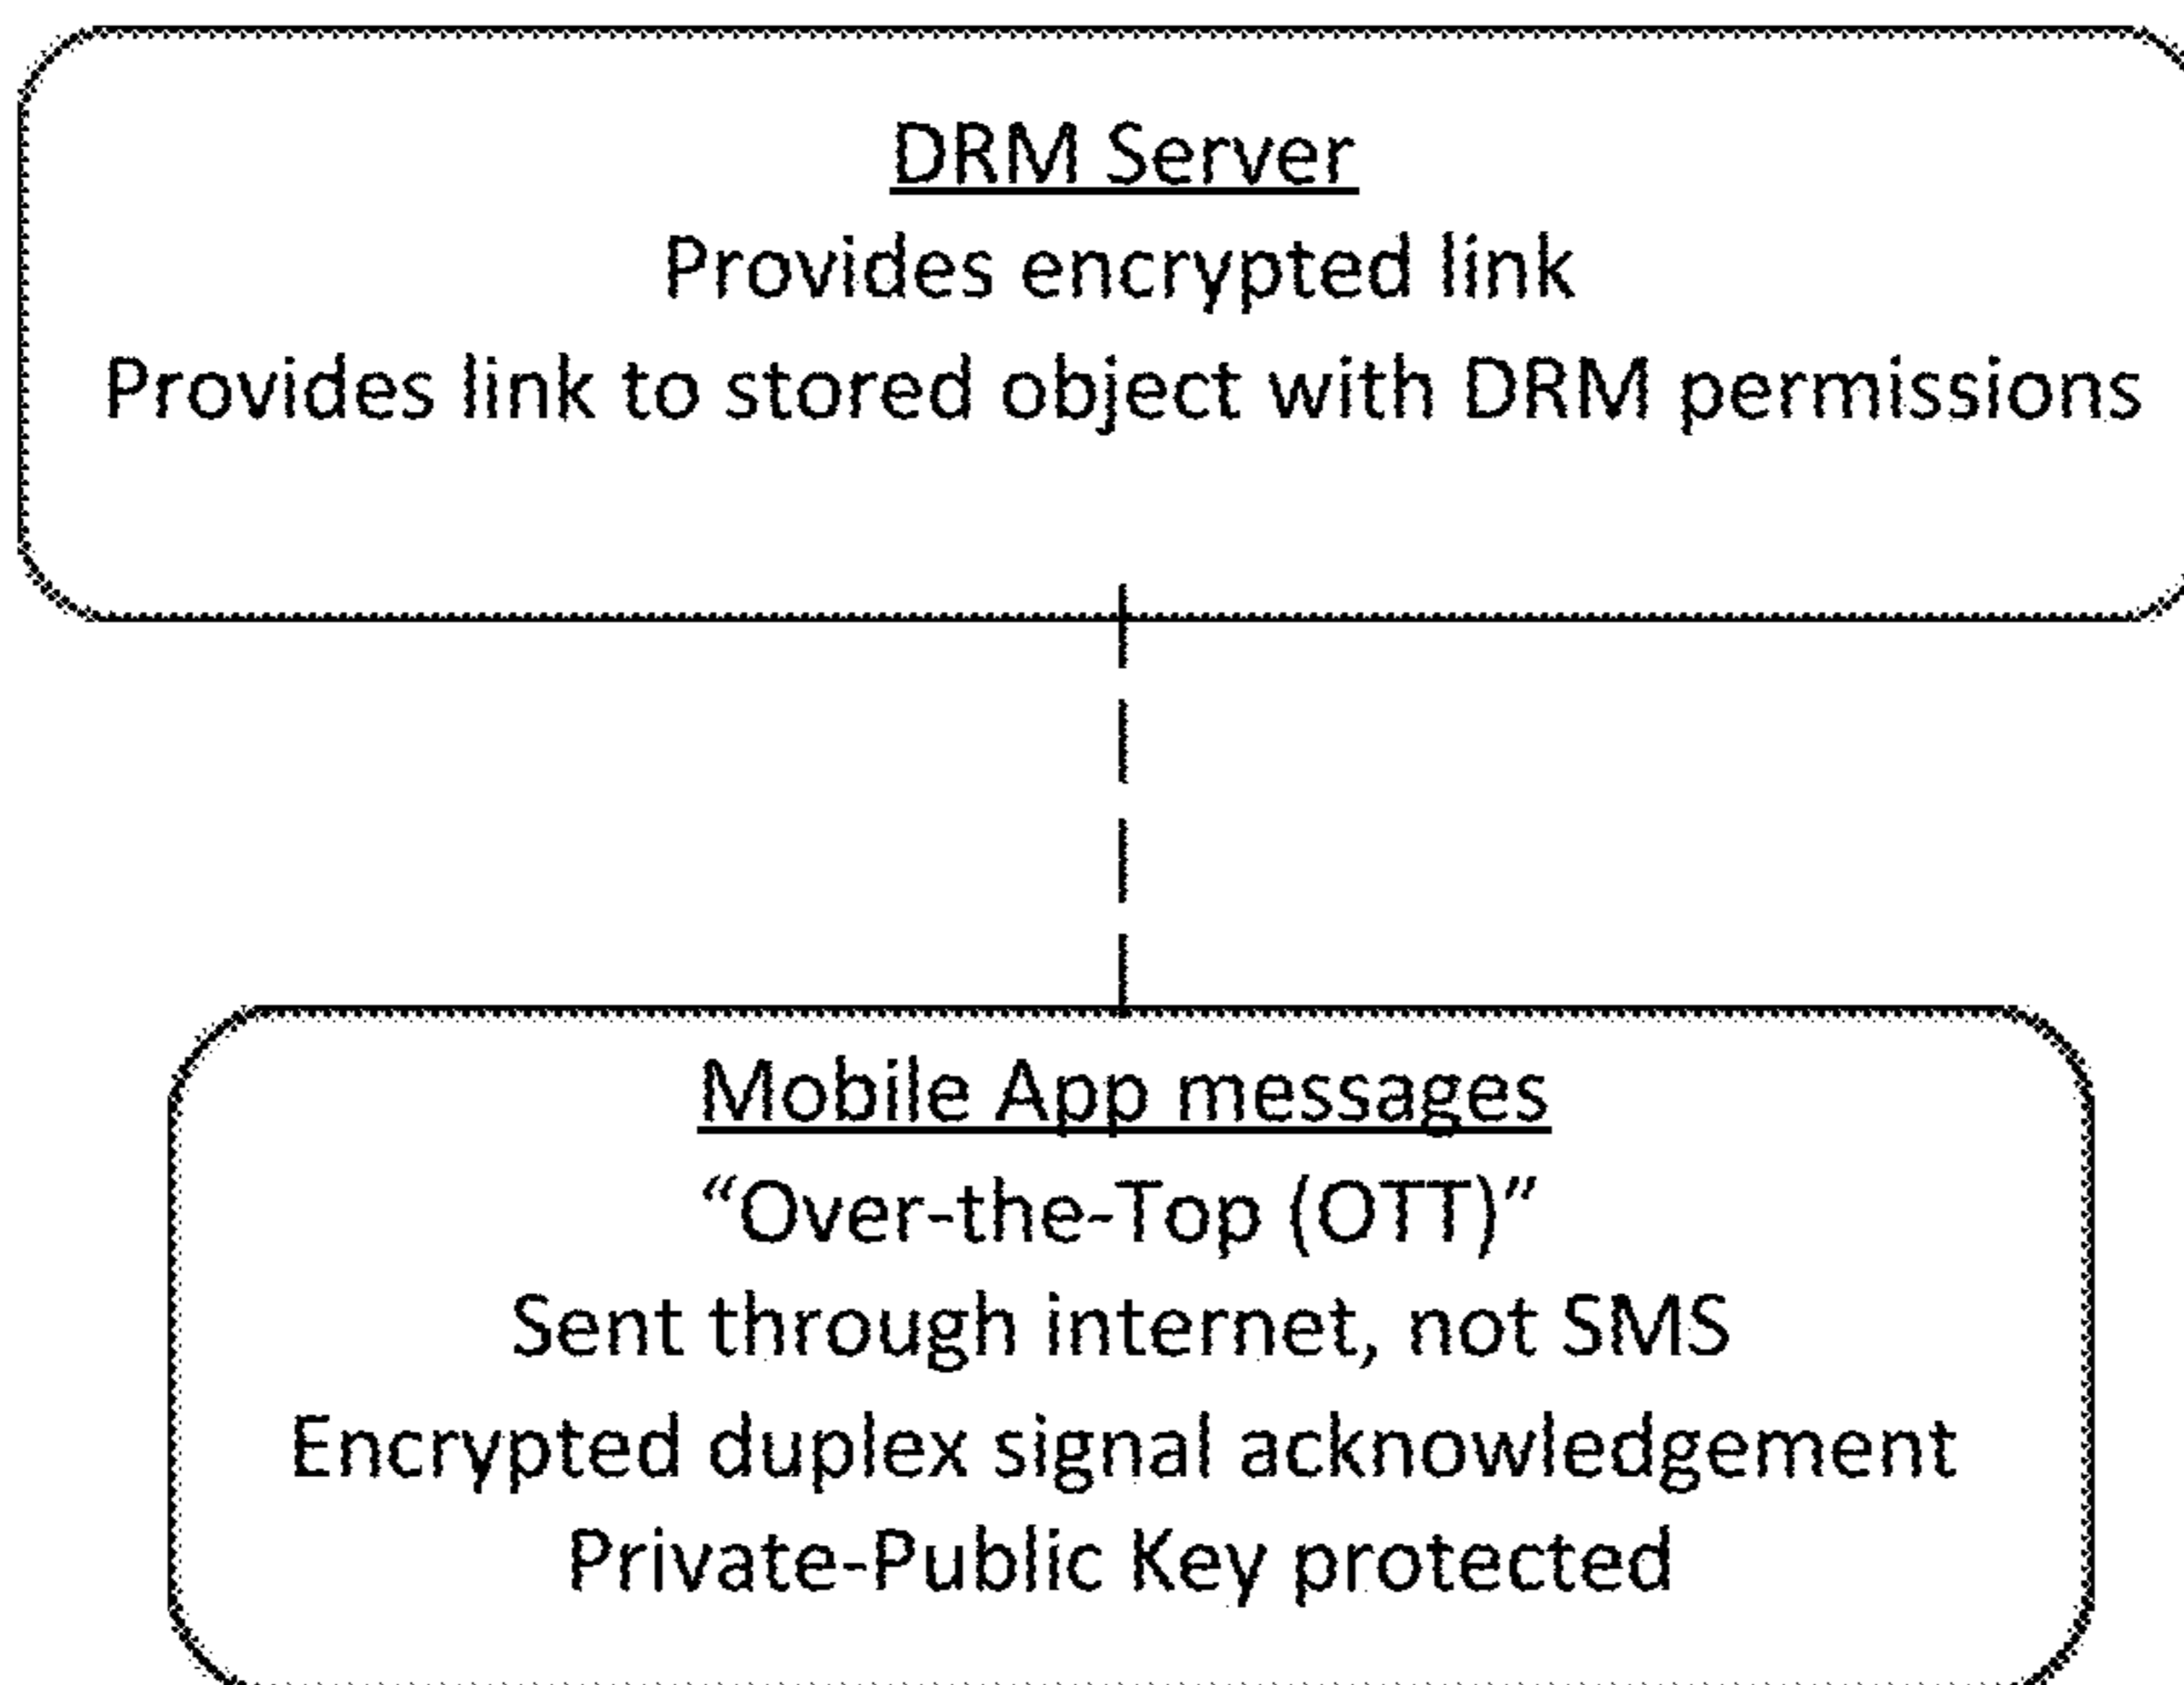 DRM Server
Provides encrypted link
Provides link to stored object with DRM permissions
Mobile App messages
“Over-the-Top (OTT)”
Sent through internet, not SMS
Encrypted duplex signal acknowledgement
Private-Public Key protected